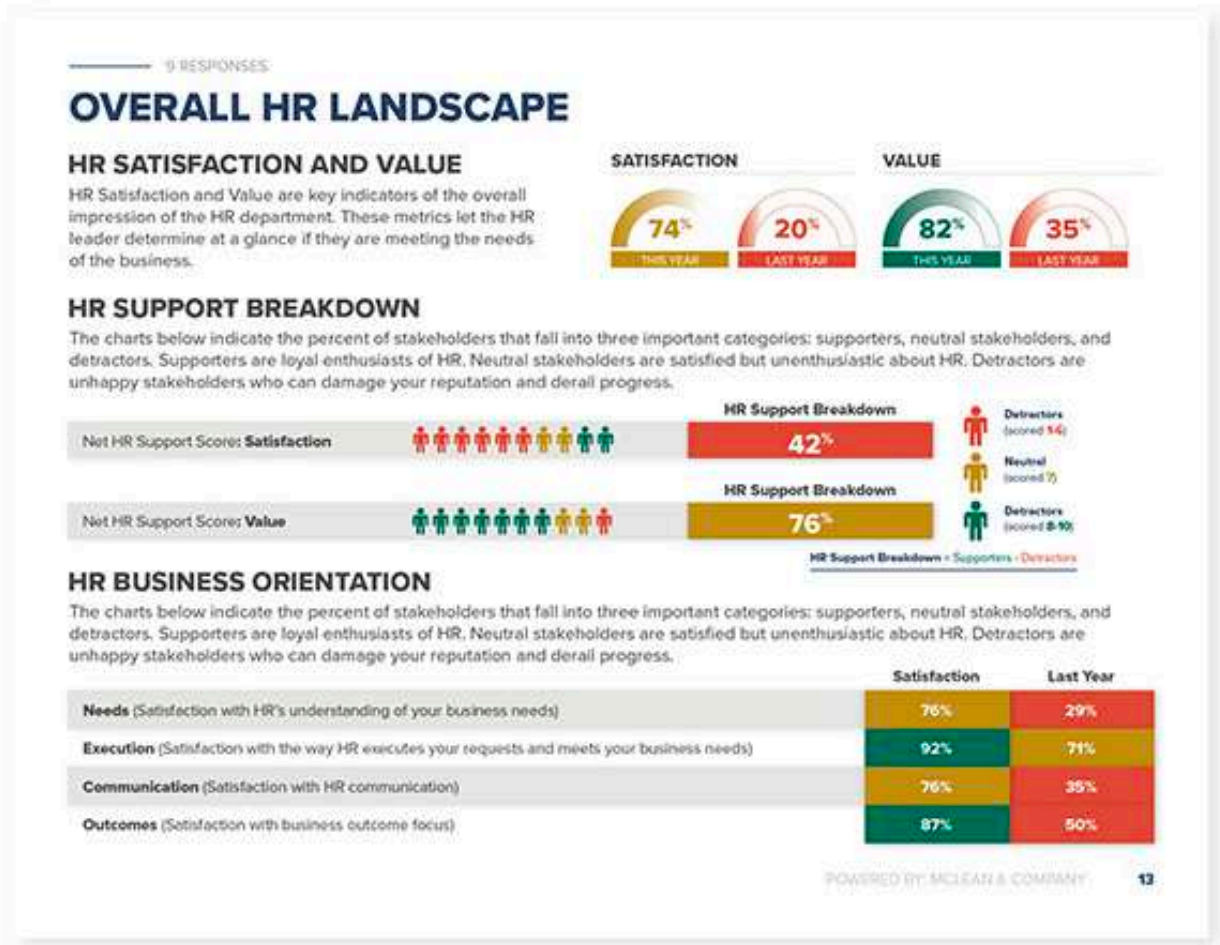 9 RESPONSES
OVERALL HR LANDSCAPE
HR SATISFACTION AND VALUE
HR Satisfaction and Value are key indicators of the overall
impression of the HR department. These metrics let the HR
leader determine at a glance if they are meeting the needs
of the business.
SATISFACTION
74%
THIS YEAR
20%
LAST YEAR
VALUE
82%
THIS YEAR
35%
LAST YEAR
HR SUPPORT BREAKDOWN
The charts below indicate the percent of stakeholders that fall into three important categories: supporters, neutral stakeholders, and
detractors. Supporters are loyal enthusiasts of HR. Neutral stakeholders are satisfied but unenthusiastic about HR. Detractors are
unhappy stakeholders who can damage your reputation and derail progress.
HR Support Breakdown
Net HR Support Score: Satisfaction
42%
HR Support Breakdown
Net HR Support Score: Value
76%
Detractors
(scored 1-6)
Neutral
(scored 7)
Detractors
(scored 8-10)
HR Support Breakdown = Supporters - Detractors
HR BUSINESS ORIENTATION
The charts below indicate the percent of stakeholders that fall into three important categories: supporters, neutral stakeholders, and
detractors. Supporters are loyal enthusiasts of HR. Neutral stakeholders are satisfied but unenthusiastic about HR. Detractors are
unhappy stakeholders who can damage your reputation and derail progress.
Satisfaction Last Year
Needs (Satisfaction with HR's understanding of your business needs) 76% 29%
Execution (Satisfaction with the way HR executes your requests and meets your business needs) 92% 71%
Communication (Satisfaction with HR communication) 76% 35%
Outcomes (Satisfaction with business outcome focus) 87% 50%
POWERED BY: MCLEAN & COMPANY 13